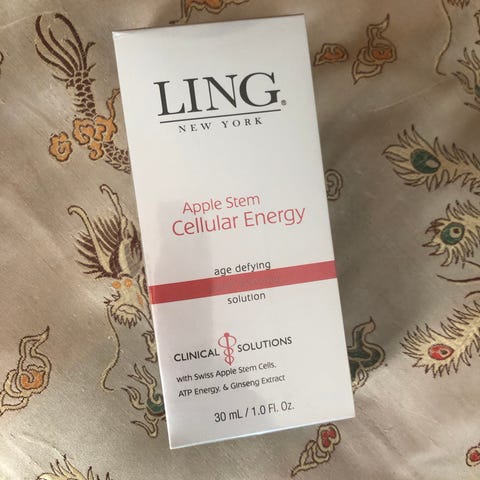 LING®
NEW YORK
Apple Stem
Cellular Energy
age defying
solution
CLINICAL SOLUTIONS
with Swiss Apple Stem Cells,
ATP Energy, & Ginseng Extract
30 mL / 1.0 Fl. Oz.